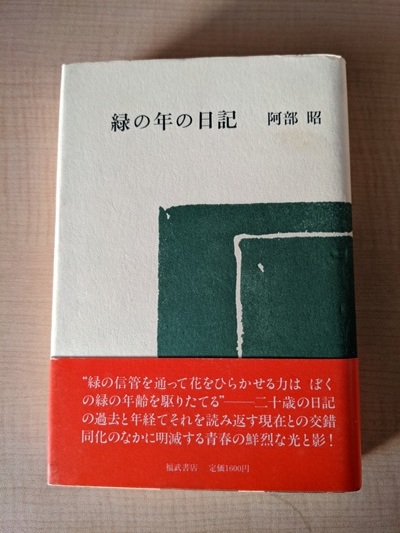 緑の年の日記 阿部 昭
"緑の信管を通って花をひらかせる力は ぼく
の緑の年齢を駆りたてる"——二十歳の日記
の過去と年経てそれを読み返す現在との交錯
同化のなかに明滅する青春の鮮烈な光と影!
福武書店 定価1600円